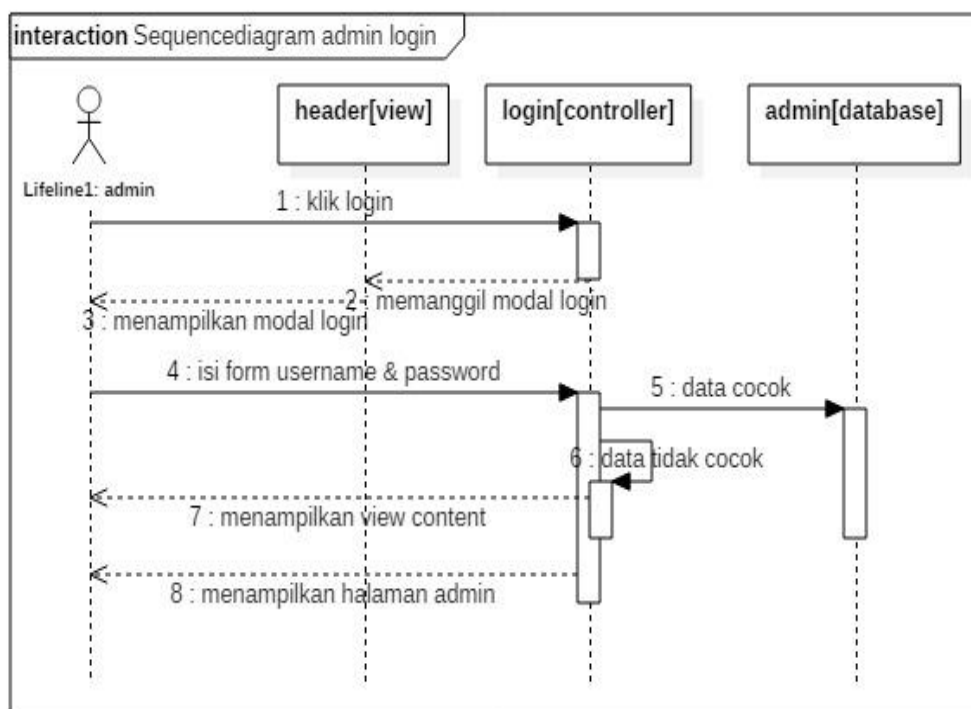 interaction Sequencediagram admin login
header[view]
login[controller]
admin[database]
Lifeline1: admin
1 : klik login
2 : memanggil modal login
3 : menampilkan modal login
4 : isi form username & password
5 : data cocok
6 : data tidak cocok
7 : menampilkan view content
8 : menampilkan halaman admin